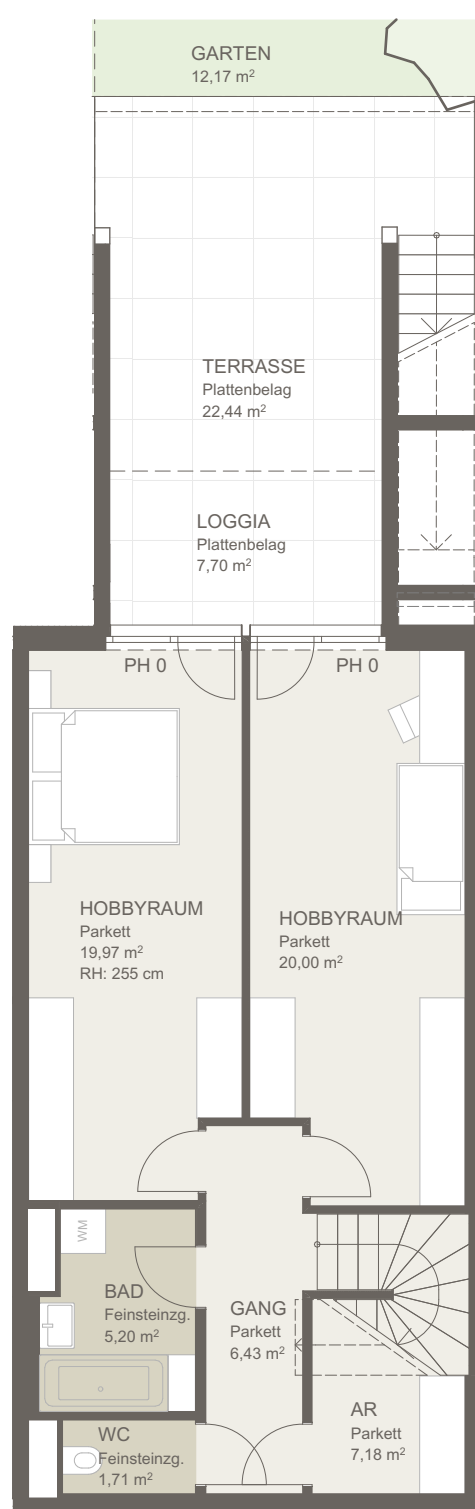 GARTEN
12,17 m²
TERRASSE
Plattenbelag
22,44 m²
LOGGIA
Plattenbelag
7,70 m²
PH 0
PH 0
HOBBYRAUM
Parkett
19,97 m²
RH: 255 cm
HOBBYRAUM
Parkett
20,00 m²
WM
BAD
Feinsteinzg.
5,20 m²
GANG
Parkett
6,43 m²
AR
Parkett
7,18 m²
WC
Feinsteinzg.
1,71 m²